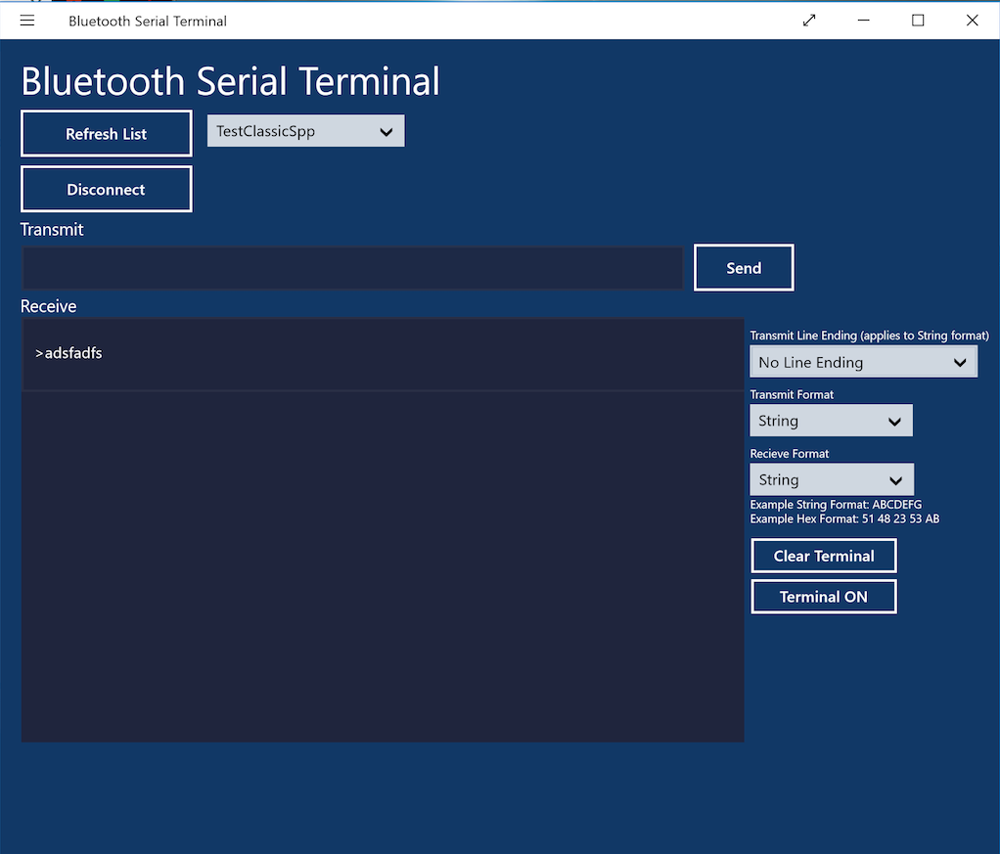 Bluetooth Serial Terminal
Bluetooth Serial Terminal
Refresh List
TestClassicSpp
Disconnect
Transmit
Send
Receive
>adsfadfs
Transmit Line Ending (applies to String format)
No Line Ending
Transmit Format
String
Recieve Format
String
Example String Format: ABCDEFG
Example Hex Format: 51 48 23 53 AB
Clear Terminal
Terminal ON